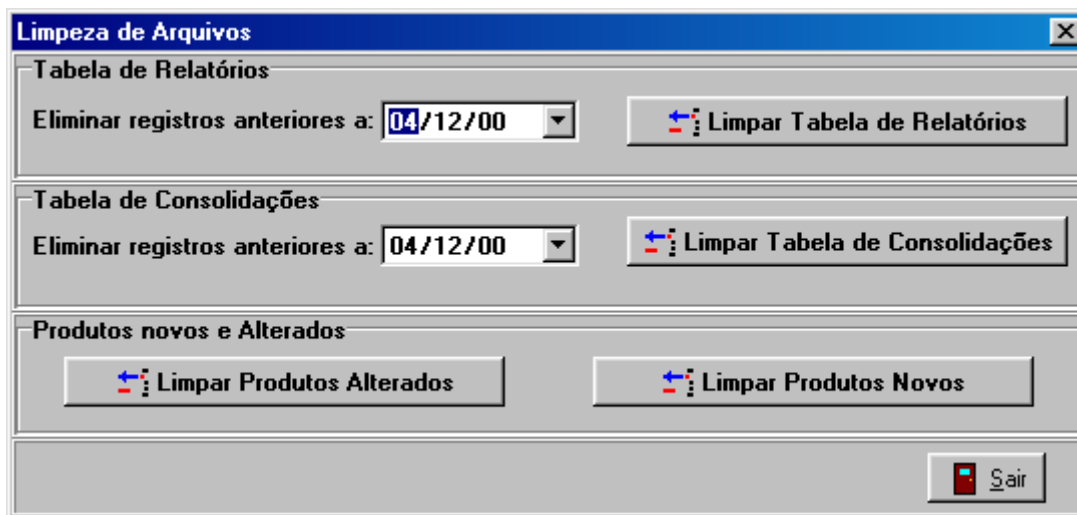 Limpeza de Arquivos
Tabela de Relatórios
Eliminar registros anteriores a: 04/12/00 Limpar Tabela de Relatórios
Tabela de Consolidações
Eliminar registros anteriores a: 04/12/00 Limpar Tabela de Consolidações
Produtos novos e Alterados
Limpar Produtos Alterados Limpar Produtos Novos
Sair